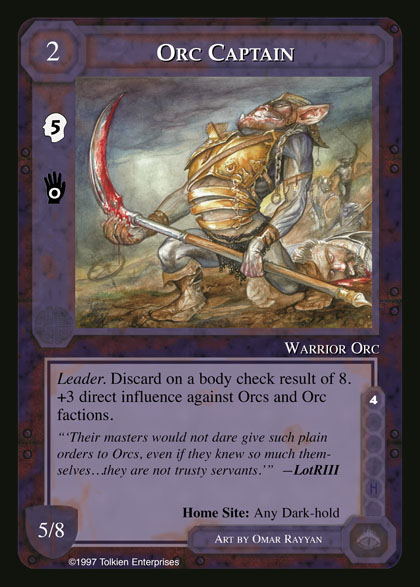 2
ORC CAPTAIN
5
0
WARRIOR ORC
Leader. Discard on a body check result of 8.
+3 direct influence against Orcs and Orc
factions.
“‘Their masters would not dare give such plain
orders to Orcs, even if they knew so much them-
selves…they are not trusty servants.’” —LotRIII
4
H
Home Site: Any Dark-hold
5/8
ART BY OMAR RAYYAN
©1997 Tolkien Enterprises